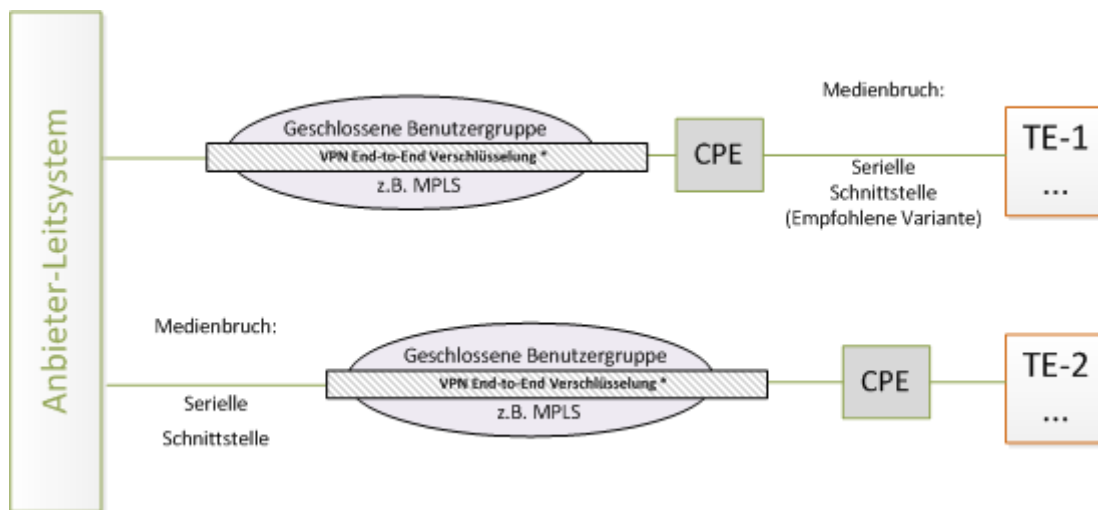 Anbieter-Leitsystem
Geschlossene Benutzergruppe
VPN End-to-End Verschlüsselung *
z.B. MPLS
CPE
Medienbruch:
Serielle
Schnittstelle
(Empfohlene Variante)
TE-1
...
Medienbruch:
Serielle
Schnittstelle
Geschlossene Benutzergruppe
VPN End-to-End Verschlüsselung *
z.B. MPLS
CPE
TE-2
...